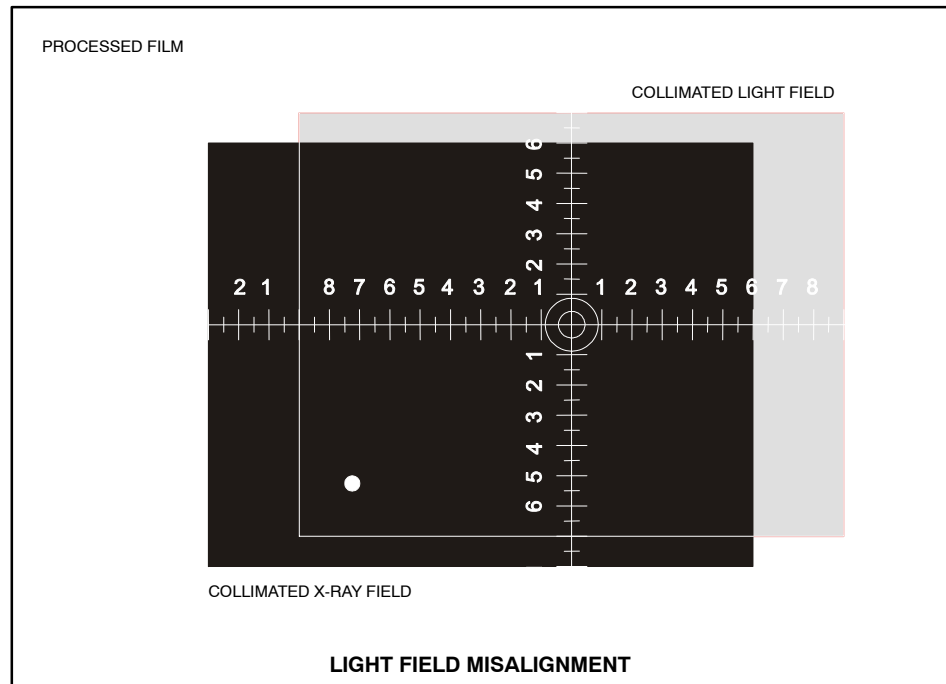 PROCESSED FILM
COLLIMATED LIGHT FIELD
6
5
4
3
2
2 1 8 7 6 5 4 3 2 1 1 2 3 4 5 6 7 8
1
2
3
4
5
6
COLLIMATED X-RAY FIELD
LIGHT FIELD MISALIGNMENT